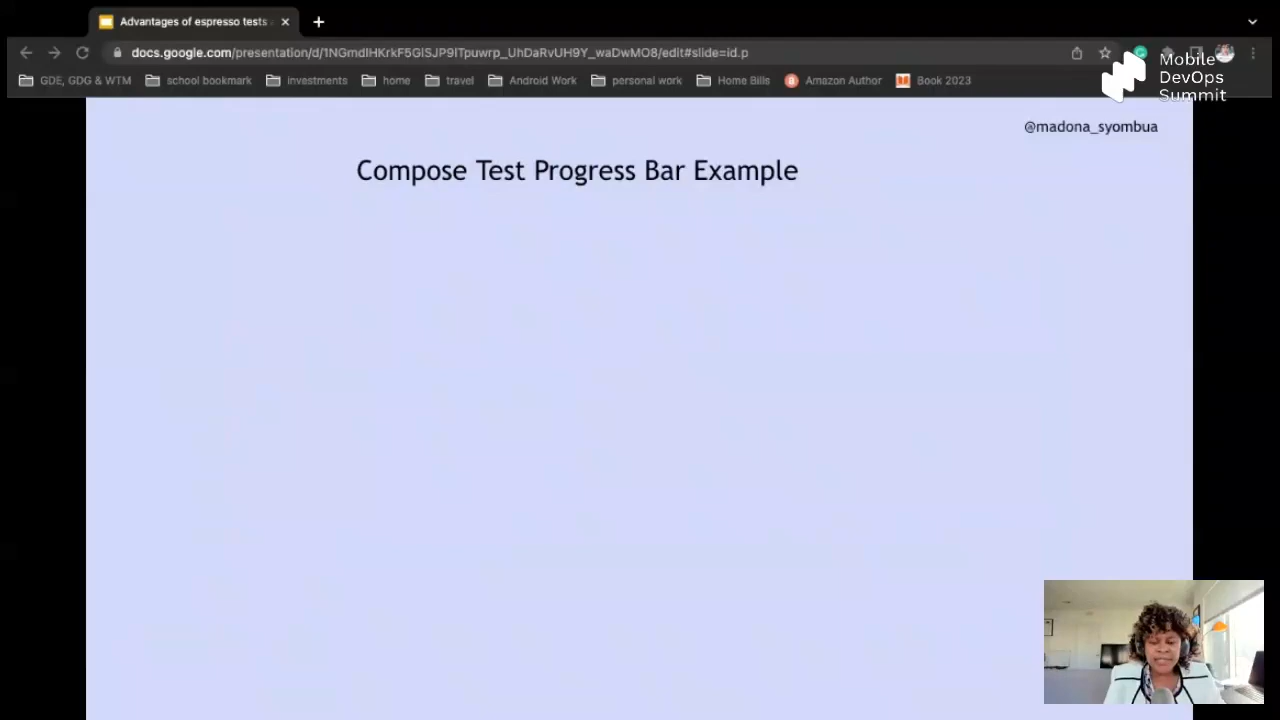 Advantages of espresso tests
docs.google.com/presentation/d/1NGmdIHKrkF5GlSJP9ITpuwrp_UhDaRvUH9Y_waDwMO8/edit#slide=id.p
GDE, GDG & WTM
school bookmark
investments
home
travel
Android Work
personal work
Home Bills
Amazon Author
Book 2023
Mobile
DevOps
Summit
@madona_syombua
Compose Test Progress Bar Example